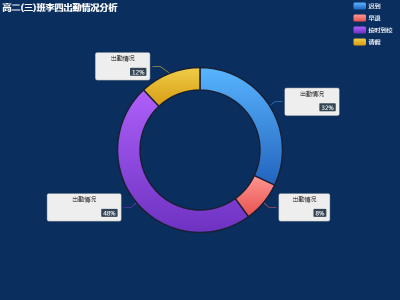 高二(三)班李四出勤情况分析
迟到
早退
按时到校
请假
出勤情况
12%
出勤情况
32%
出勤情况
48%
出勤情况
8%